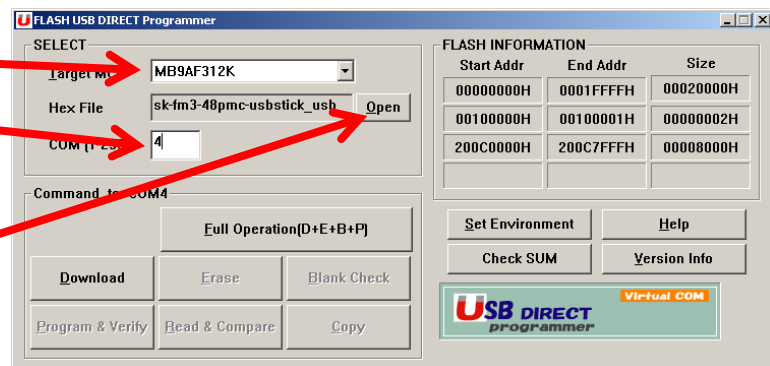 FLASH USB DIRECT Programmer
SELECT
Target
MB9AF312K
Hex File
sk-fm3-48pmc-usbstick_usb
Open
COM
4
Command to COM4
Full Operation(D+E+B+P)
Download
Erase
Blank Check
Program & Verify
Read & Compare
Copy
FLASH INFORMATION
Start Addr End Addr Size
00000000H 0001FFFFH 00020000H
00100000H 00100001H 00000002H
200C0000H 200C7FFFH 00008000H
Set Environment
Help
Check SUM
Version Info
Virtual COM
USB DIRECT
programmer